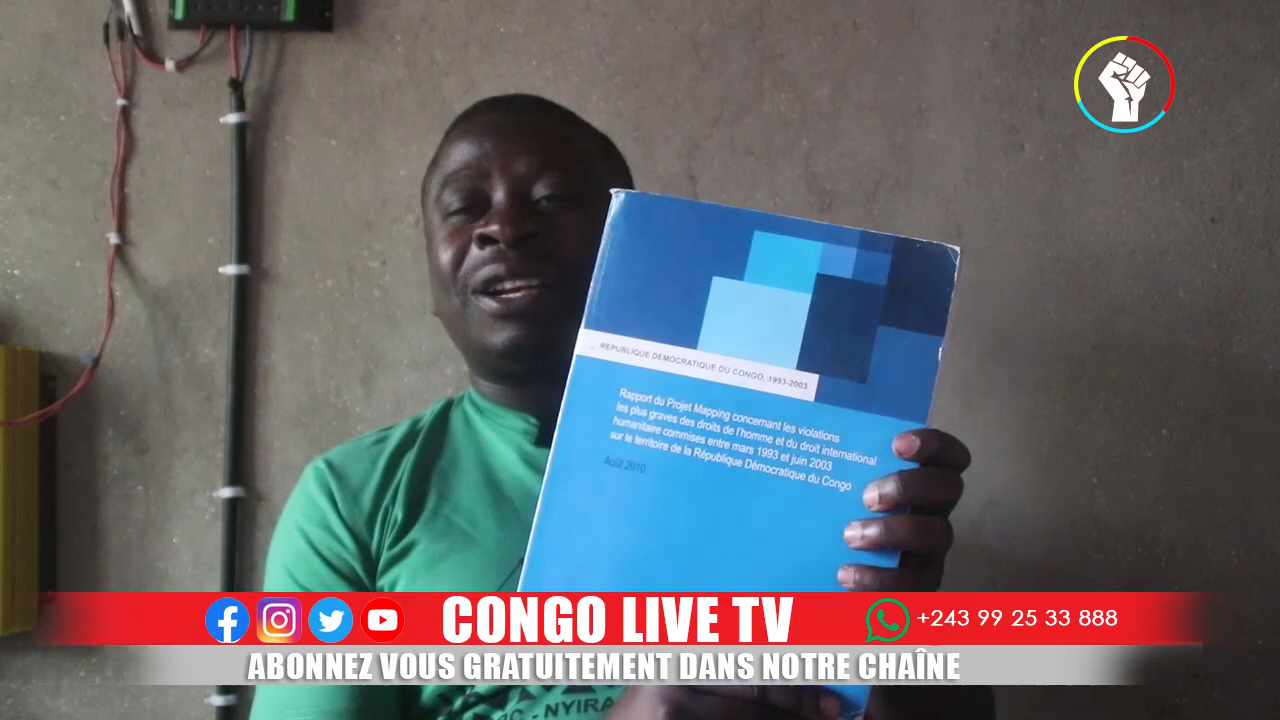 REPUBLIQUE DEMOCRATIQUE DU CONGO, 1993-2003
Rapport du Projet Mapping concernant les violations
les plus graves des droits de l'homme et du droit international
humanitaire commises entre mars 1993 et juin 2003
sur le territoire de la République Démocratique du Congo
Août 2010
CONGO LIVE TV
+243 99 25 33 888
ABONNEZ VOUS GRATUITEMENT DANS NOTRE CHAÎNE